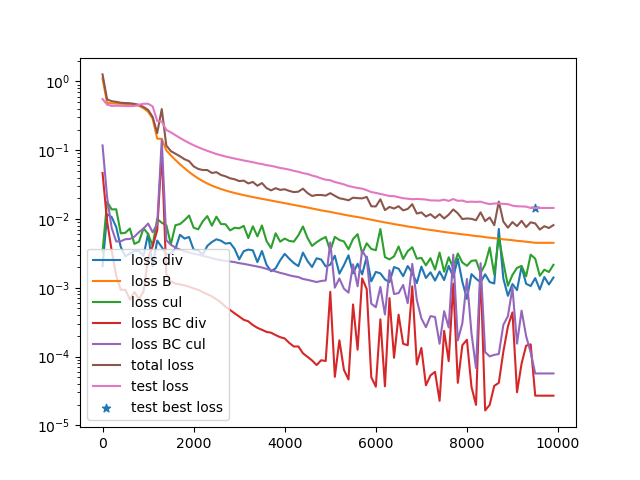 10⁰
10⁻¹
10⁻²
10⁻³
10⁻⁴
10⁻⁵
loss div
loss B
loss cul
loss BC div
loss BC cul
total loss
test loss
test best loss
0 2000 4000 6000 8000 10000